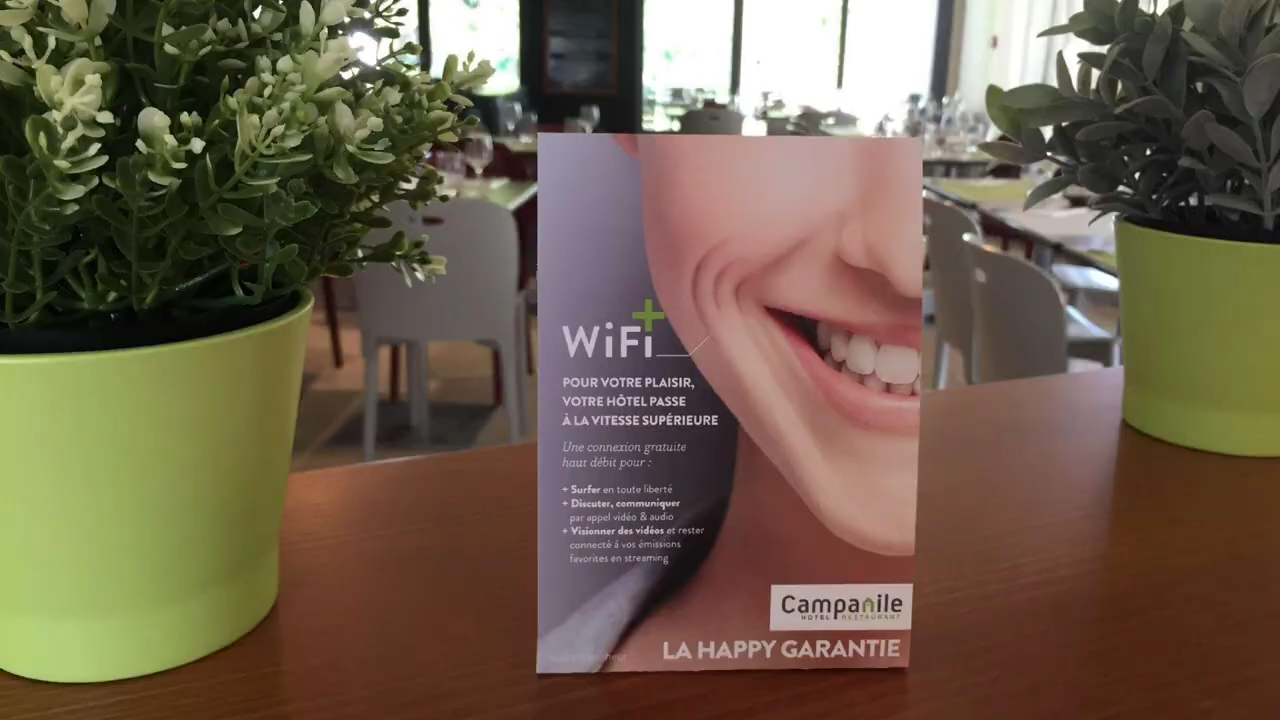 WiFi+
POUR VOTRE PLAISIR,
VOTRE HÔTEL PASSE
À LA VITESSE SUPÉRIEURE
Une connexion gratuite
haut débit pour :
+ Surfer en toute liberté
+ Discuter, communiquer
par appel vidéo & audio
+ Visionner des vidéos et rester
connecté à vos émissions
favorites en streaming
Campanile
HOTEL RESTAURANT
LA HAPPY GARANTIE